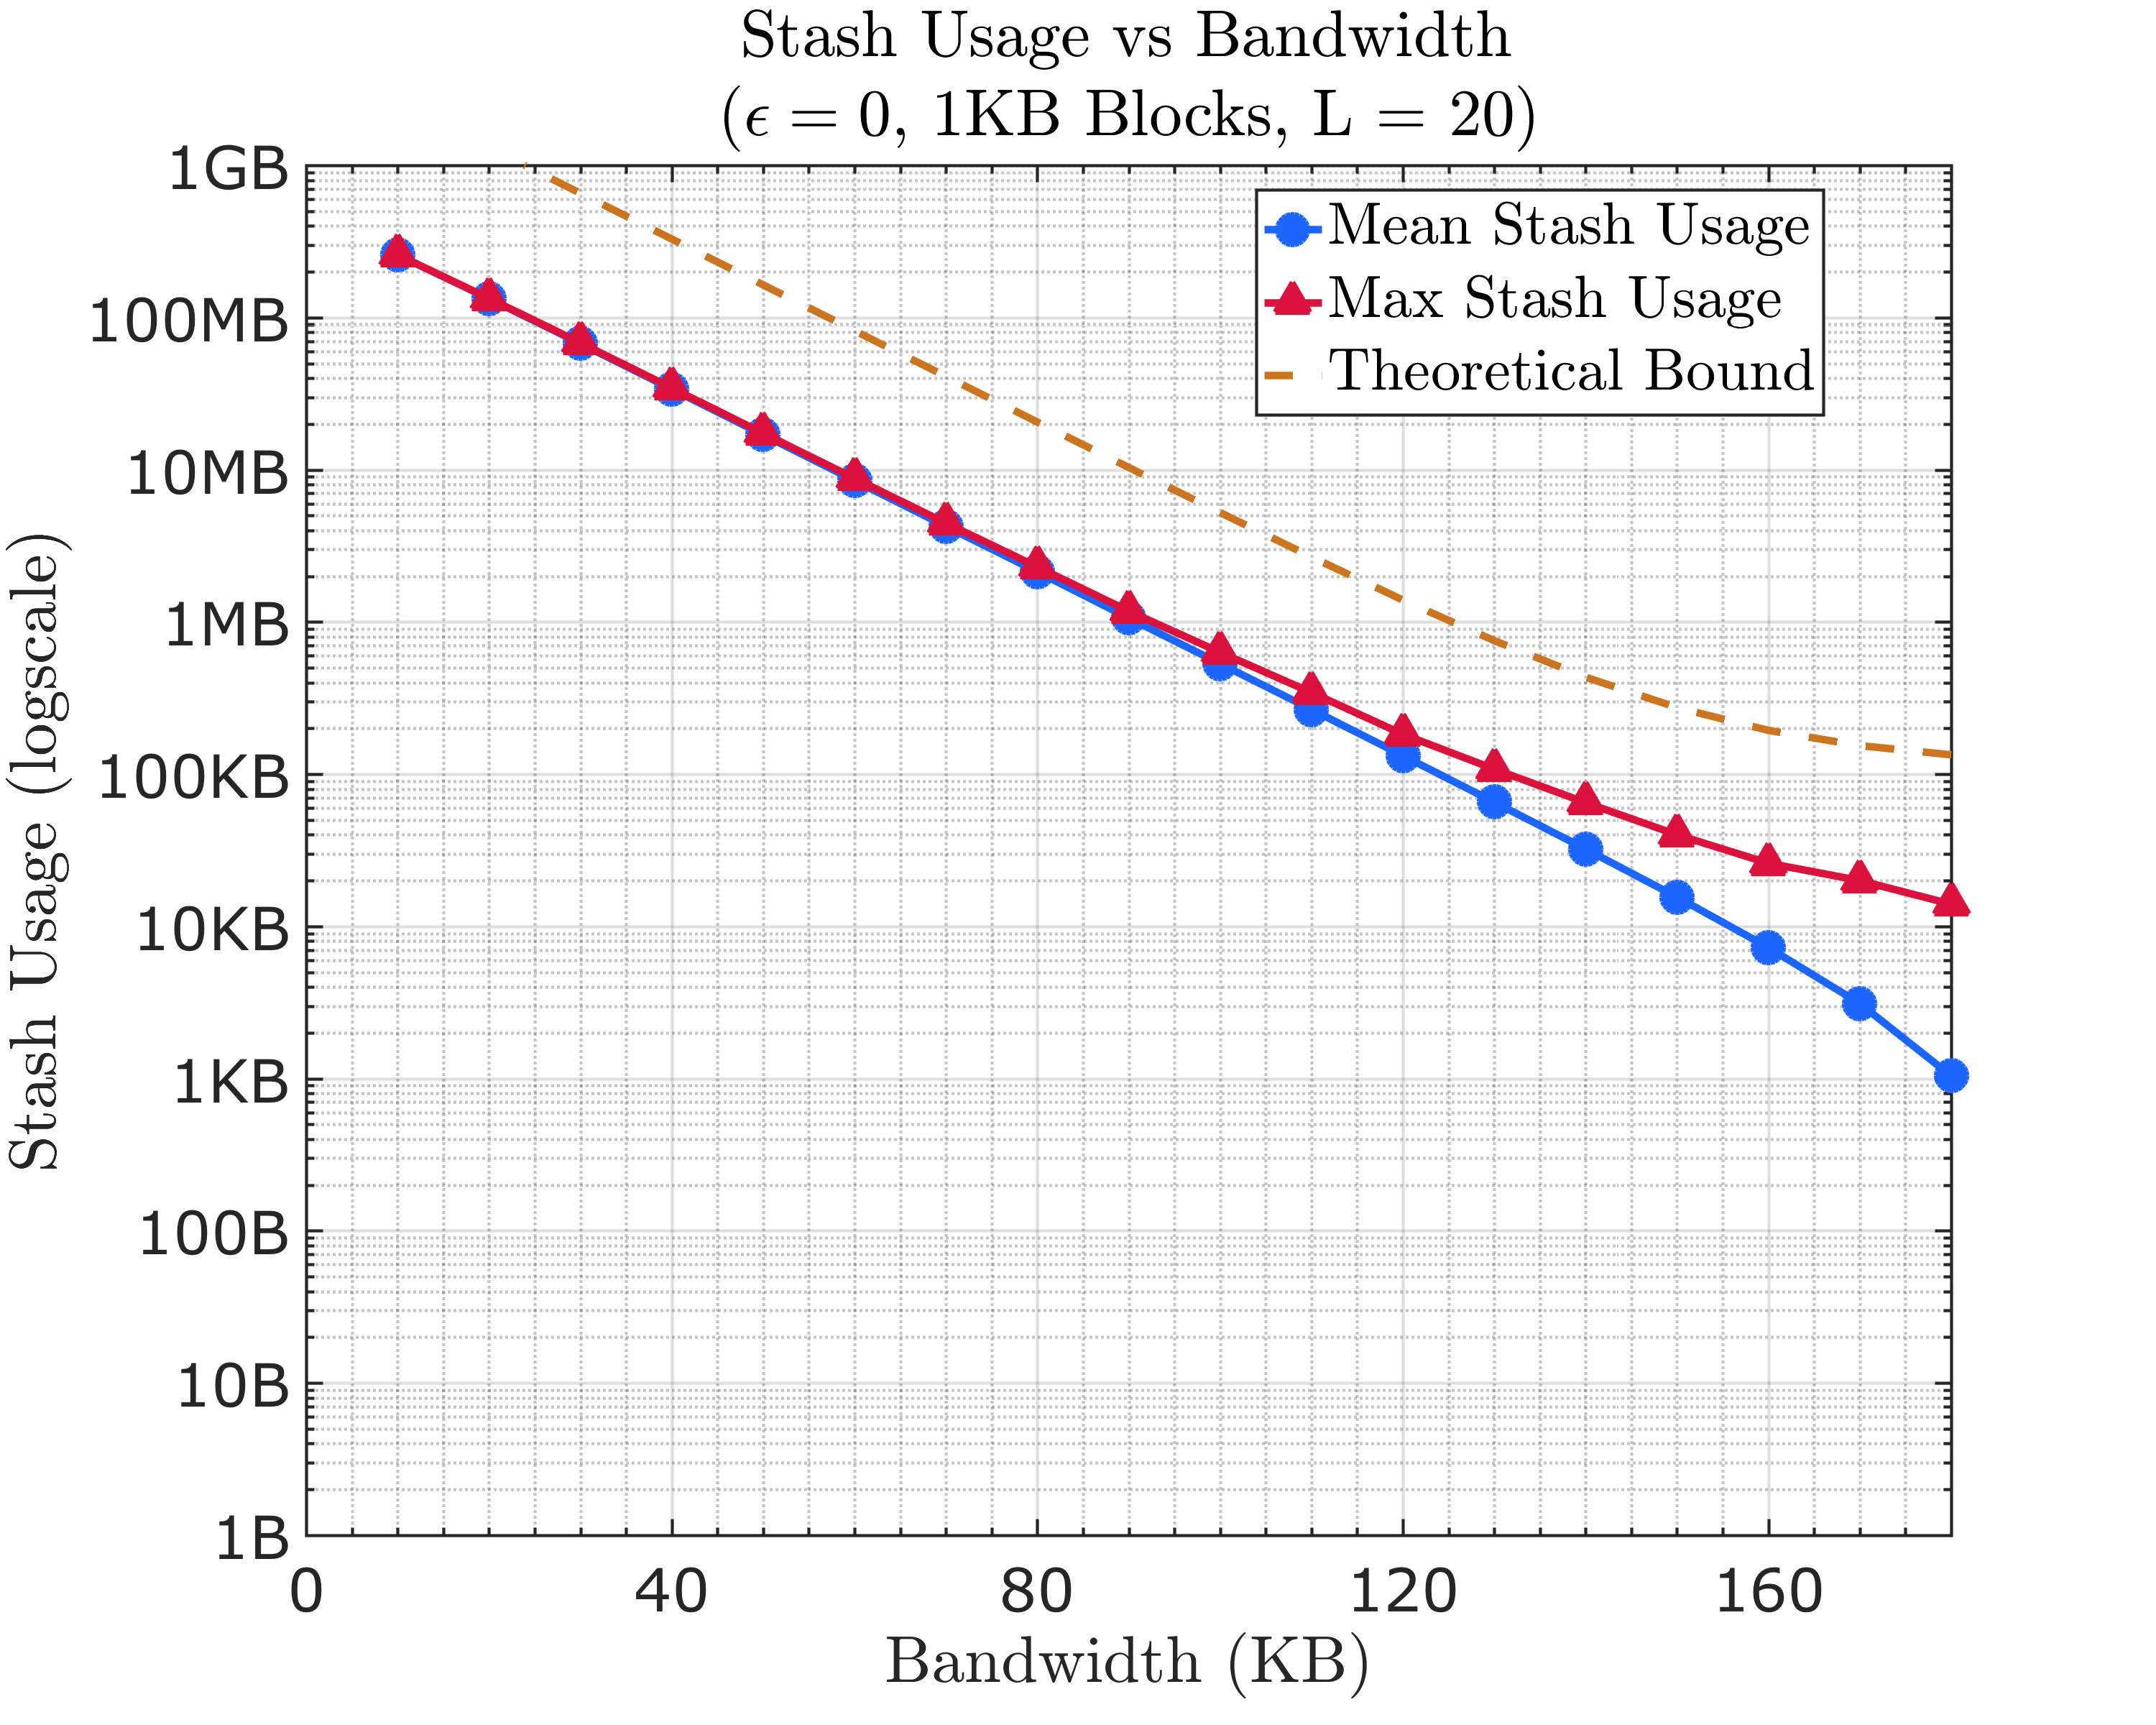 Stash Usage vs Bandwidth
(ϵ = 0, 1KB Blocks, L = 20)
1GB
100MB
10MB
1MB
100KB
10KB
1KB
100B
10B
1B
Stash Usage (logscale)
Mean Stash Usage
Max Stash Usage
Theoretical Bound
0 40 80 120 160
Bandwidth (KB)